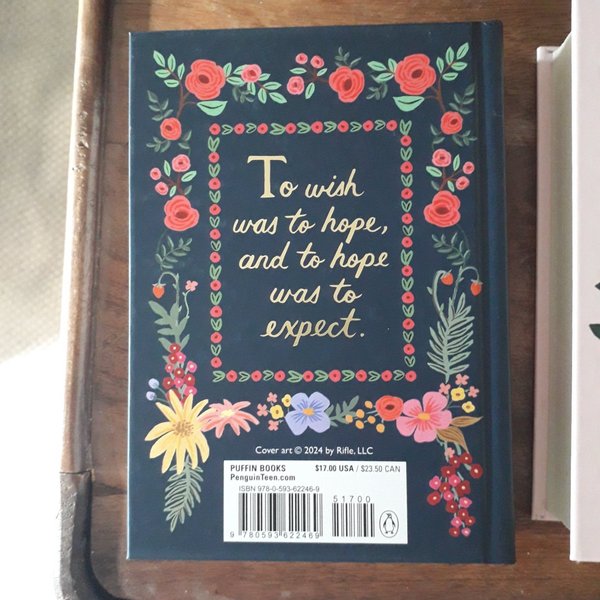 To wish
was to hope,
and to hope
was to
expect.
Cover art © 2024 by Rifle, LLC
PUFFIN BOOKS $17.00 USA / $23.50 CAN
PenguinTeen.com
ISBN 978-0-593-62246-9
51700
9 780593 622469